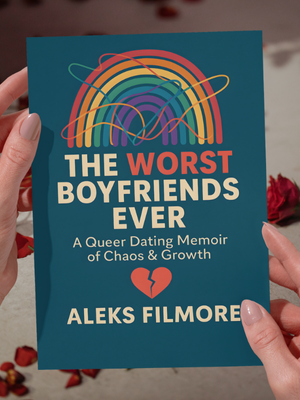 THE WORST
BOYFRIENDS
EVER
A Queer Dating Memoir
of Chaos & Growth
ALEKS FILMORE